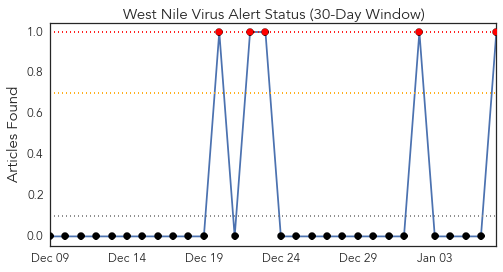 West Nile Virus Alert Status (30-Day Window)
Articles Found
1.0
0.8
0.6
0.4
0.2
0.0
Dec 09 Dec 14 Dec 19 Dec 24 Dec 29 Jan 03